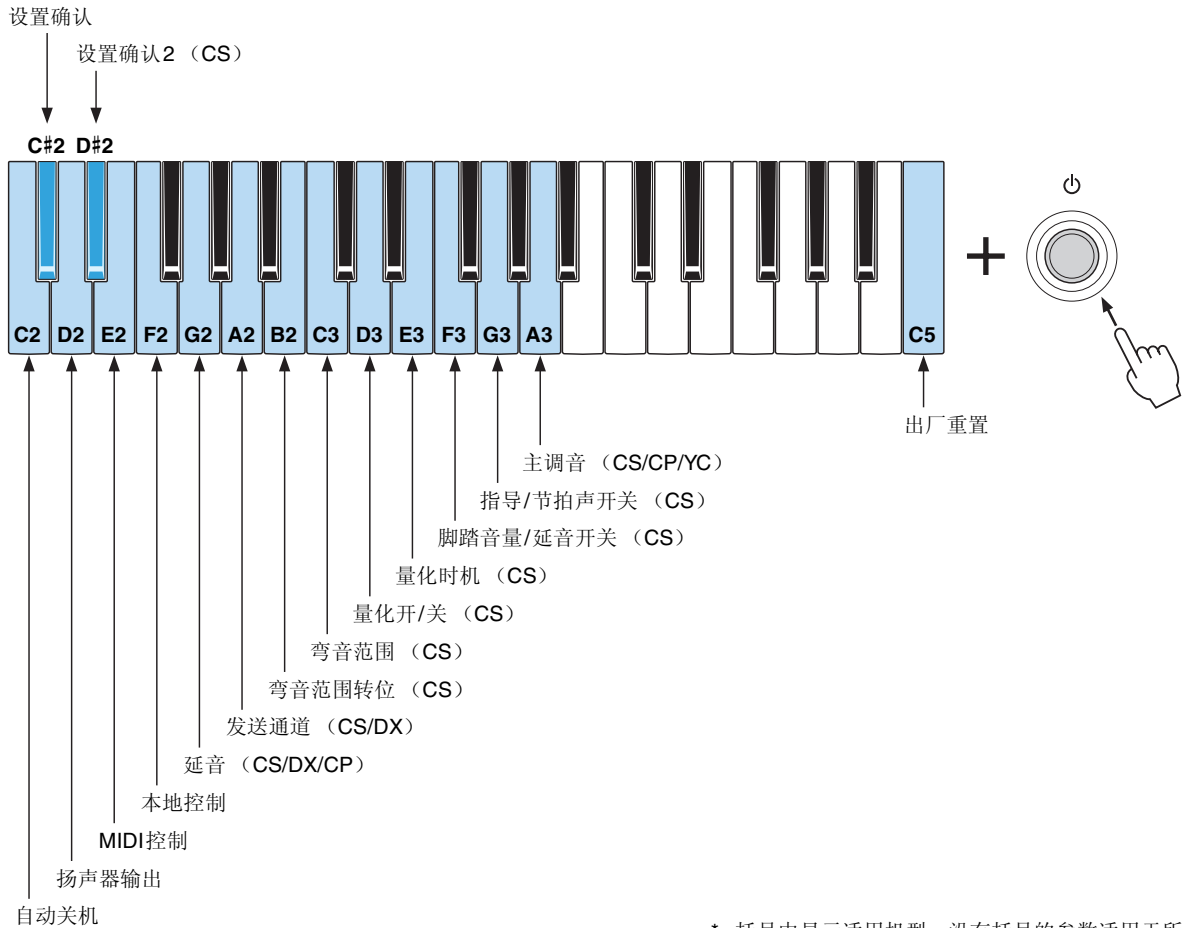 设置确认
设置确认2 （CS）
C#2 D#2
C2 D2 E2 F2 G2 A2 B2 C3 D3 E3 F3 G3 A3 C5
+
出厂重置
主调音 （CS/CP/YC）
指导/节拍声开关 （CS）
脚踏音量/延音开关 （CS）
量化时机 （CS）
量化开/关 （CS）
弯音范围 （CS）
弯音范围转位 （CS）
发送通道 （CS/DX）
延音 （CS/DX/CP）
本地控制
MIDI控制
扬声器输出
自动关机